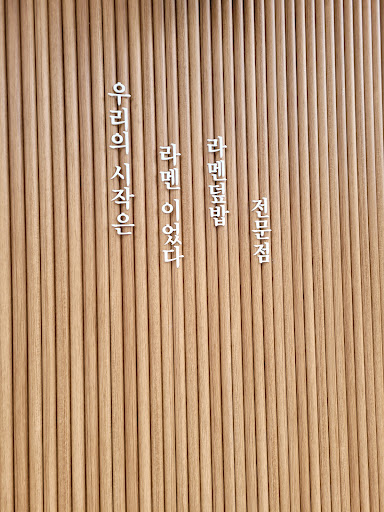 우리의 시작은
라멘 이었다
라멘덮밥
전문점